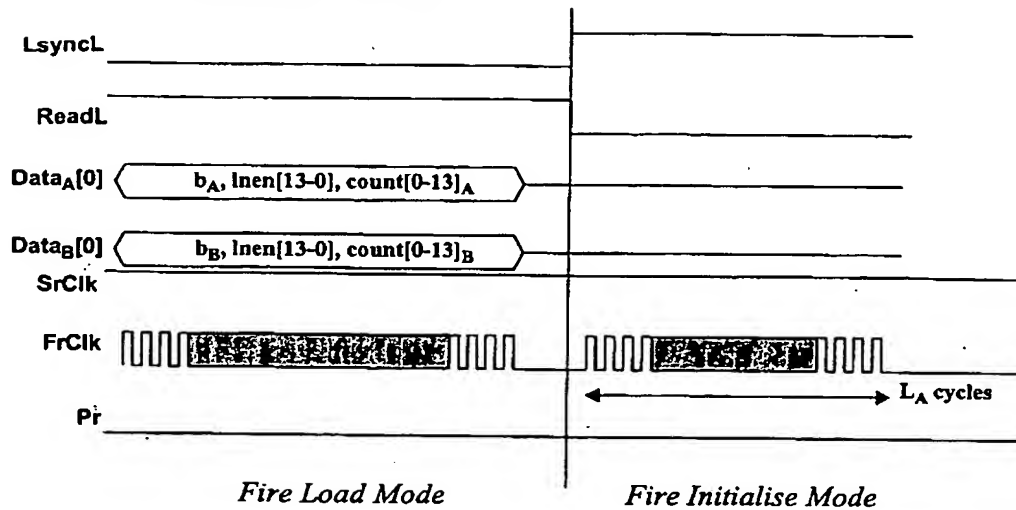 LsyncL
ReadL
DataA[0] bA, lnen[13-0], count[0-13]A
DataB[0] bB, lnen[13-0], count[0-13]B
SrClk
FrClk
LA cycles
Pr
Fire Load Mode Fire Initialise Mode